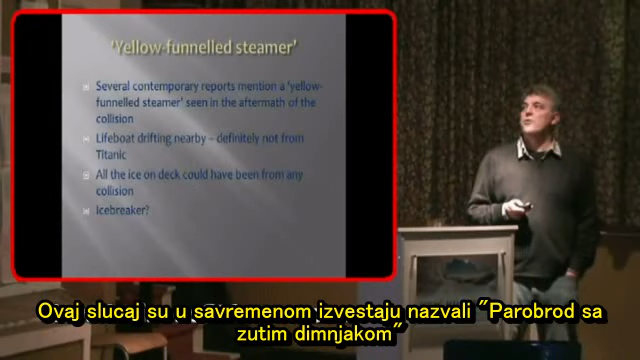 'Yellow-funnelled steamer'
Several contemporary reports mention a 'yellow-
funnelled steamer' seen in the aftermath of the
collision
Lifeboat drifting nearby – definitely not from
Titanic
All the ice on deck could have been from any
collision
Icebreaker?
Ovaj slucaj su u savremenom izvestaju nazvali "Parobrod sa
zutim dimnjakom"